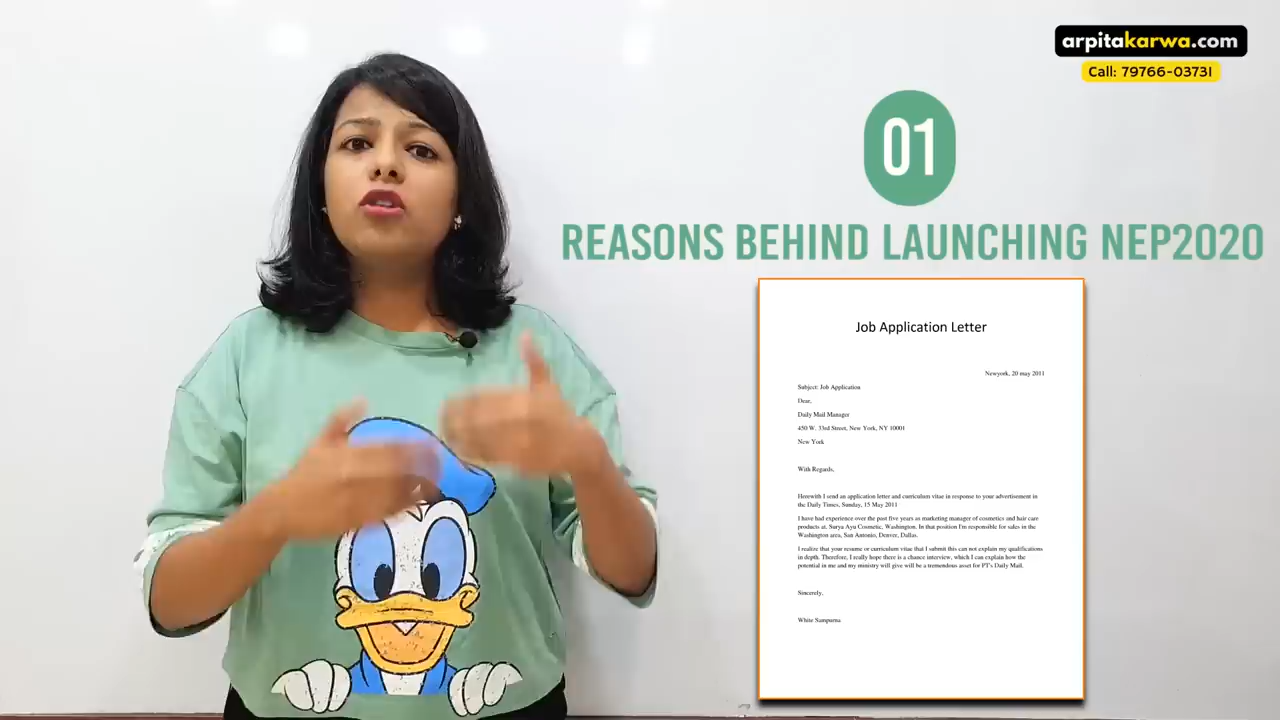 arpitakarwa.com
Call: 79766-03731
01
REASONS BEHIND LAUNCHING NEP2020
Job Application Letter
Newyork, 20 may 2011
Subject: Job Application
Dear,
Daily Mail Manager
450 W. 33rd Street, New York, NY 10001
New York
With Regards,
Herewith I send an application letter and curriculum vitae in response to your advertisement in
the Daily Times, Sunday, 15 May 2011
I have had experience over the past five years as marketing manager of cosmetics and hair care
products at. Surya Ayu Cosmetic, Washington. In that position I'm responsible for sales in the
Washington area, San Antonio, Denver, Dallas.
I realize that your resume or curriculum vitae that I submit this can not explain my qualifications
in depth. Therefore, I really hope there is a chance interview, which I can explain how the
potential in me and my ministry will give will be a tremendous asset for PT's Daily Mail.
Sincerely,
White Sampurna